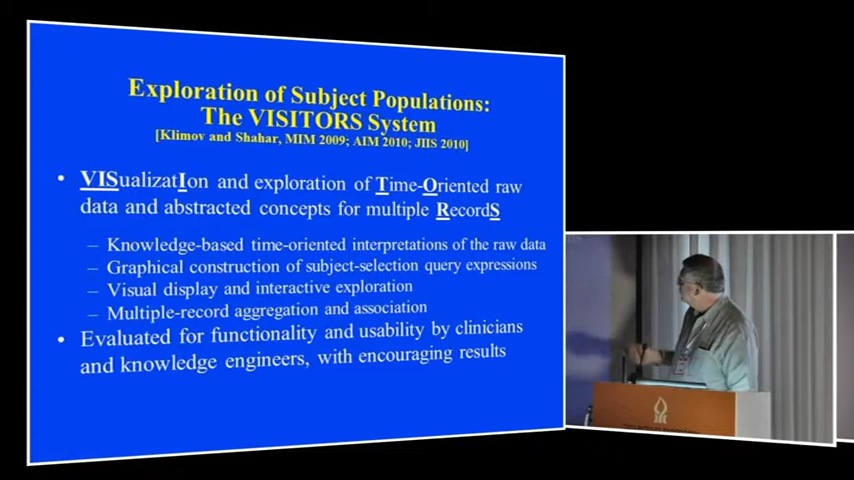 Exploration of Subject Populations:
The VISITORS System
[Klimov and Shahar, MIM 2009; AIM 2010; JIIS 2010]
• VISualizatIon and exploration of Time-Oriented raw
data and abstracted concepts for multiple RecordS
– Knowledge-based time-oriented interpretations of the raw data
– Graphical construction of subject-selection query expressions
– Visual display and interactive exploration
– Multiple-record aggregation and association
• Evaluated for functionality and usability by clinicians
and knowledge engineers, with encouraging results